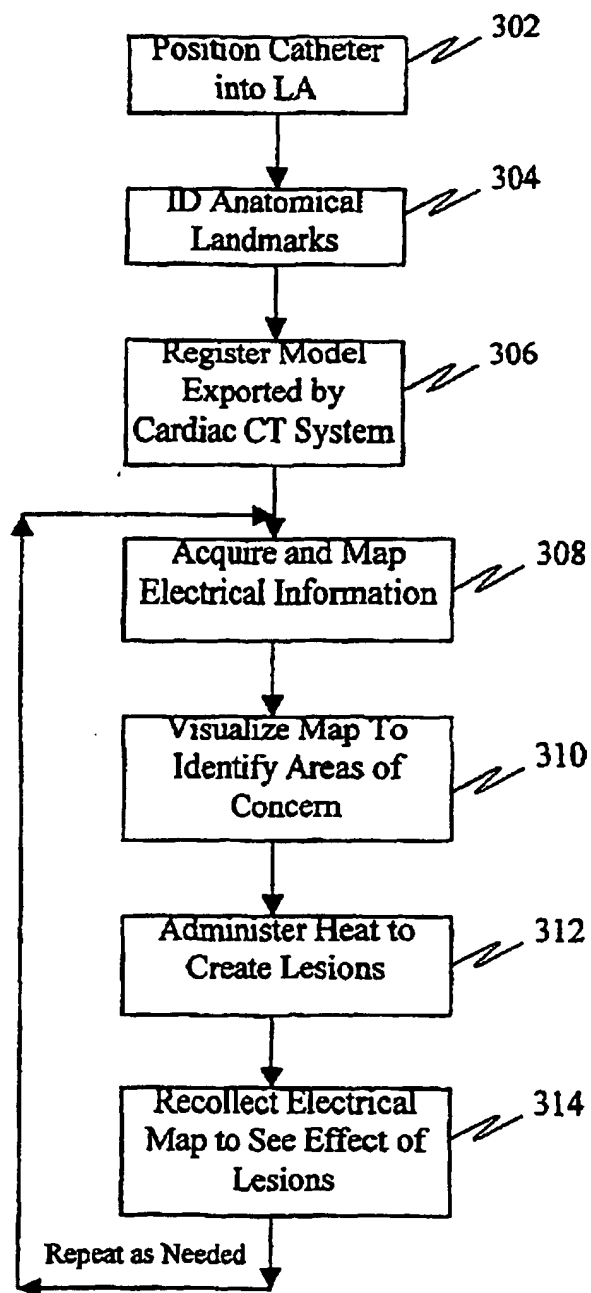 302
Position Catheter
into LA
304
ID Anatomical
Landmarks
306
Register Model
Exported by
Cardiac CT System
308
Acquire and Map
Electrical Information
310
Visualize Map To
Identify Areas of
Concern
312
Administer Heat to
Create Lesions
314
Recollect Electrical
Map to See Effect of
Lesions
Repeat as Needed